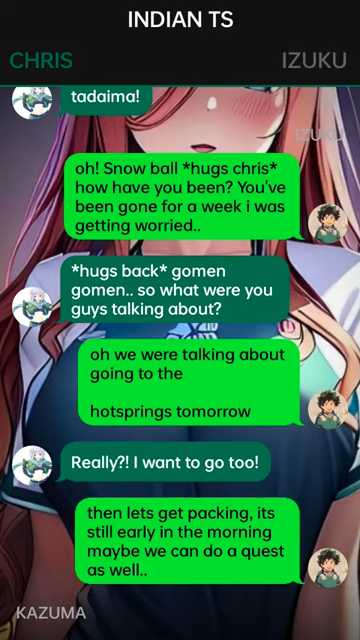 INDIAN TS
CHRIS
IZUKU
tadaima!
IZUKU
oh! Snow ball *hugs chris*
how have you been? You've
been gone for a week i was
getting worried..
*hugs back* gomen
gomen.. so what were you
guys talking about?
oh we were talking about
going to the
hotsprings tomorrow
Really?! I want to go too!
then lets get packing, its
still early in the morning
maybe we can do a quest
as well..
KAZUMA